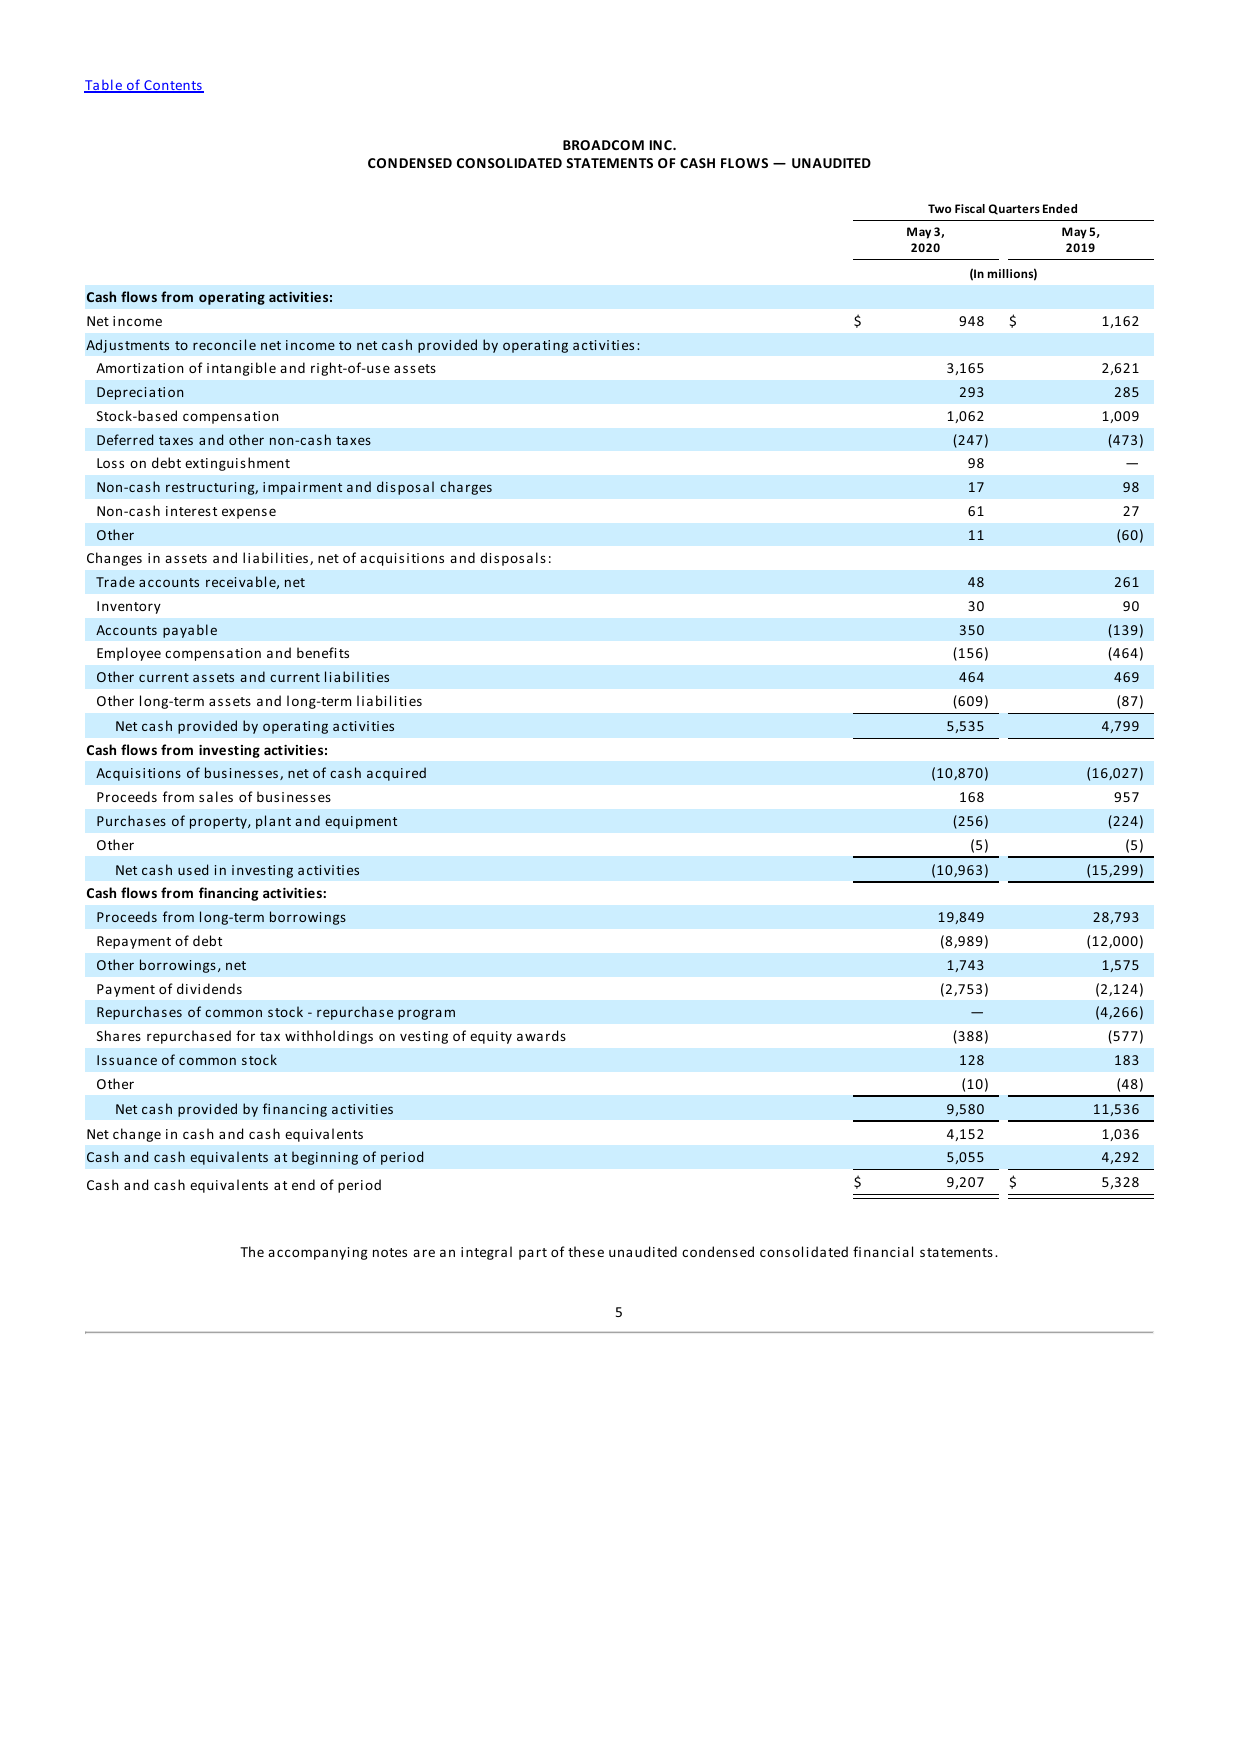 Table of Contents
BROADCOM INC.
CONDENSED CONSOLIDATED STATEMENTS OF CASH FLOWS — UNAUDITED
Two Fiscal Quarters Ended
May 3, May 5,
2020 2019
(In millions)
Cash flows from operating activities:
Net income $ 948 $ 1,162
Adjustments to reconcile net income to net cash provided by operating activities:
Amortization of intangible and right-of-use assets 3,165 2,621
Depreciation 293 285
Stock-based compensation 1,062 1,009
Deferred taxes and other non-cash taxes (247) (473)
Loss on debt extinguishment 98 —
Non-cash restructuring, impairment and disposal charges 17 98
Non-cash interest expense 61 27
Other 11 (60)
Changes in assets and liabilities, net of acquisitions and disposals:
Trade accounts receivable, net 48 261
Inventory 30 90
Accounts payable 350 (139)
Employee compensation and benefits (156) (464)
Other current assets and current liabilities 464 469
Other long-term assets and long-term liabilities (609) (87)
Net cash provided by operating activities 5,535 4,799
Cash flows from investing activities:
Acquisitions of businesses, net of cash acquired (10,870) (16,027)
Proceeds from sales of businesses 168 957
Purchases of property, plant and equipment (256) (224)
Other (5) (5)
Net cash used in investing activities (10,963) (15,299)
Cash flows from financing activities:
Proceeds from long-term borrowings 19,849 28,793
Repayment of debt (8,989) (12,000)
Other borrowings, net 1,743 1,575
Payment of dividends (2,753) (2,124)
Repurchases of common stock - repurchase program — (4,266)
Shares repurchased for tax withholdings on vesting of equity awards (388) (577)
Issuance of common stock 128 183
Other (10) (48)
Net cash provided by financing activities 9,580 11,536
Net change in cash and cash equivalents 4,152 1,036
Cash and cash equivalents at beginning of period 5,055 4,292
Cash and cash equivalents at end of period $ 9,207 $ 5,328
The accompanying notes are an integral part of these unaudited condensed consolidated financial statements.
5